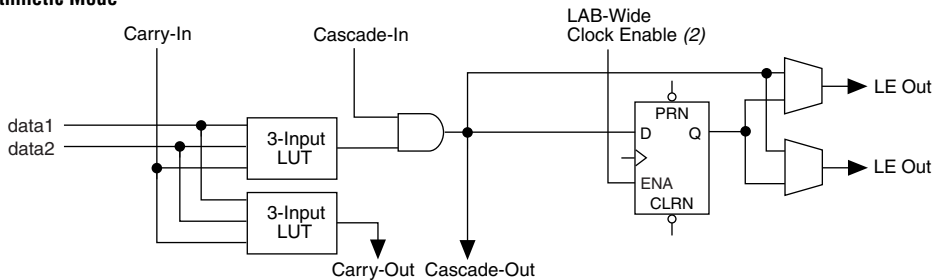 Arithmetic Mode
Carry-In
Cascade-In
LAB-Wide
Clock Enable (2)
data1
data2
3-Input
LUT
3-Input
LUT
PRN
D
Q
ENA
CLRN
LE Out
LE Out
Carry-Out
Cascade-Out